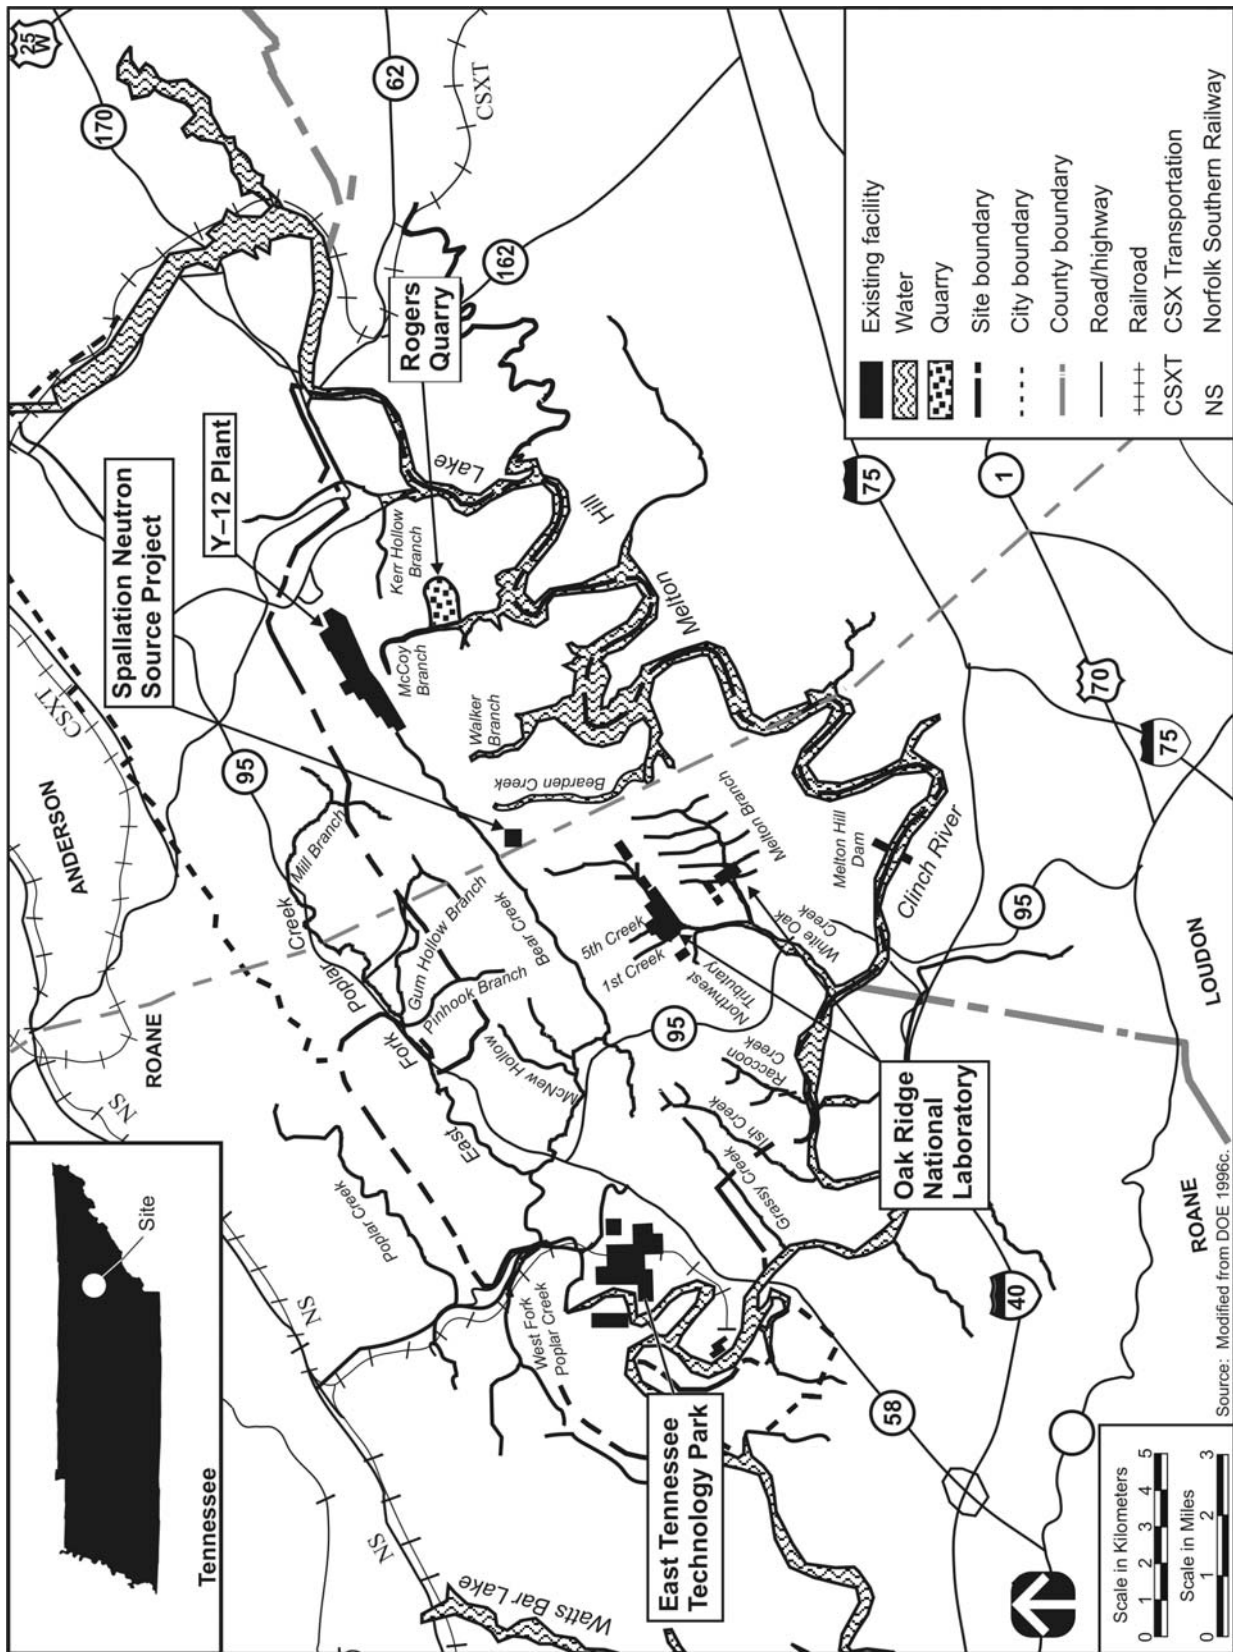 Tennessee
Site
25
W
170
62
CSXT
162
Rogers
Quarry
Y–12 Plant
Spallation Neutron
Source Project
CSXT
ANDERSON
ROANE
NS
NS
NS
95
Kerr Hollow
Branch
McCoy
Branch
Walker
Branch
Bearden Creek
Melton
Hill
Lake
Mill Branch
Gum Hollow Branch
Pinhook Branch
McNew Hollow
Bear Creek
East
Fork
Poplar
Creek
Poplar Creek
West Fork
Poplar Creek
5th Creek
1st Creek
Northwest
Tributary
White Oak
Creek
Melton Branch
Melton Hill
Dam
Clinch River
Raccoon
Creek
Ish Creek
Grassy Creek
95
95
Oak Ridge
National
Laboratory
East Tennessee
Technology Park
Watts Bar Lake
58
40
75
1
70
75
LOUDON
ROANE
Existing facility
Water
Quarry
Site boundary
City boundary
County boundary
Road/highway
Railroad
CSXT CSX Transportation
NS Norfolk Southern Railway
Scale in Kilometers
0 1 2 3 4 5
Scale in Miles
0 1 2 3
Source: Modified from DOE 1996c.